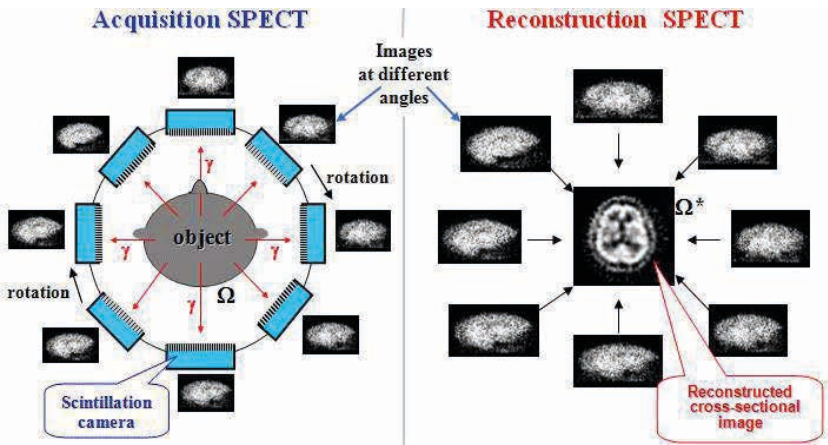 Acquisition SPECT
Reconstruction SPECT
Images
at different
angles
γ
rotation
γ
object
γ
Ω
rotation
γ
Scintillation
camera
Ω*
Reconstructed
cross-sectional
image